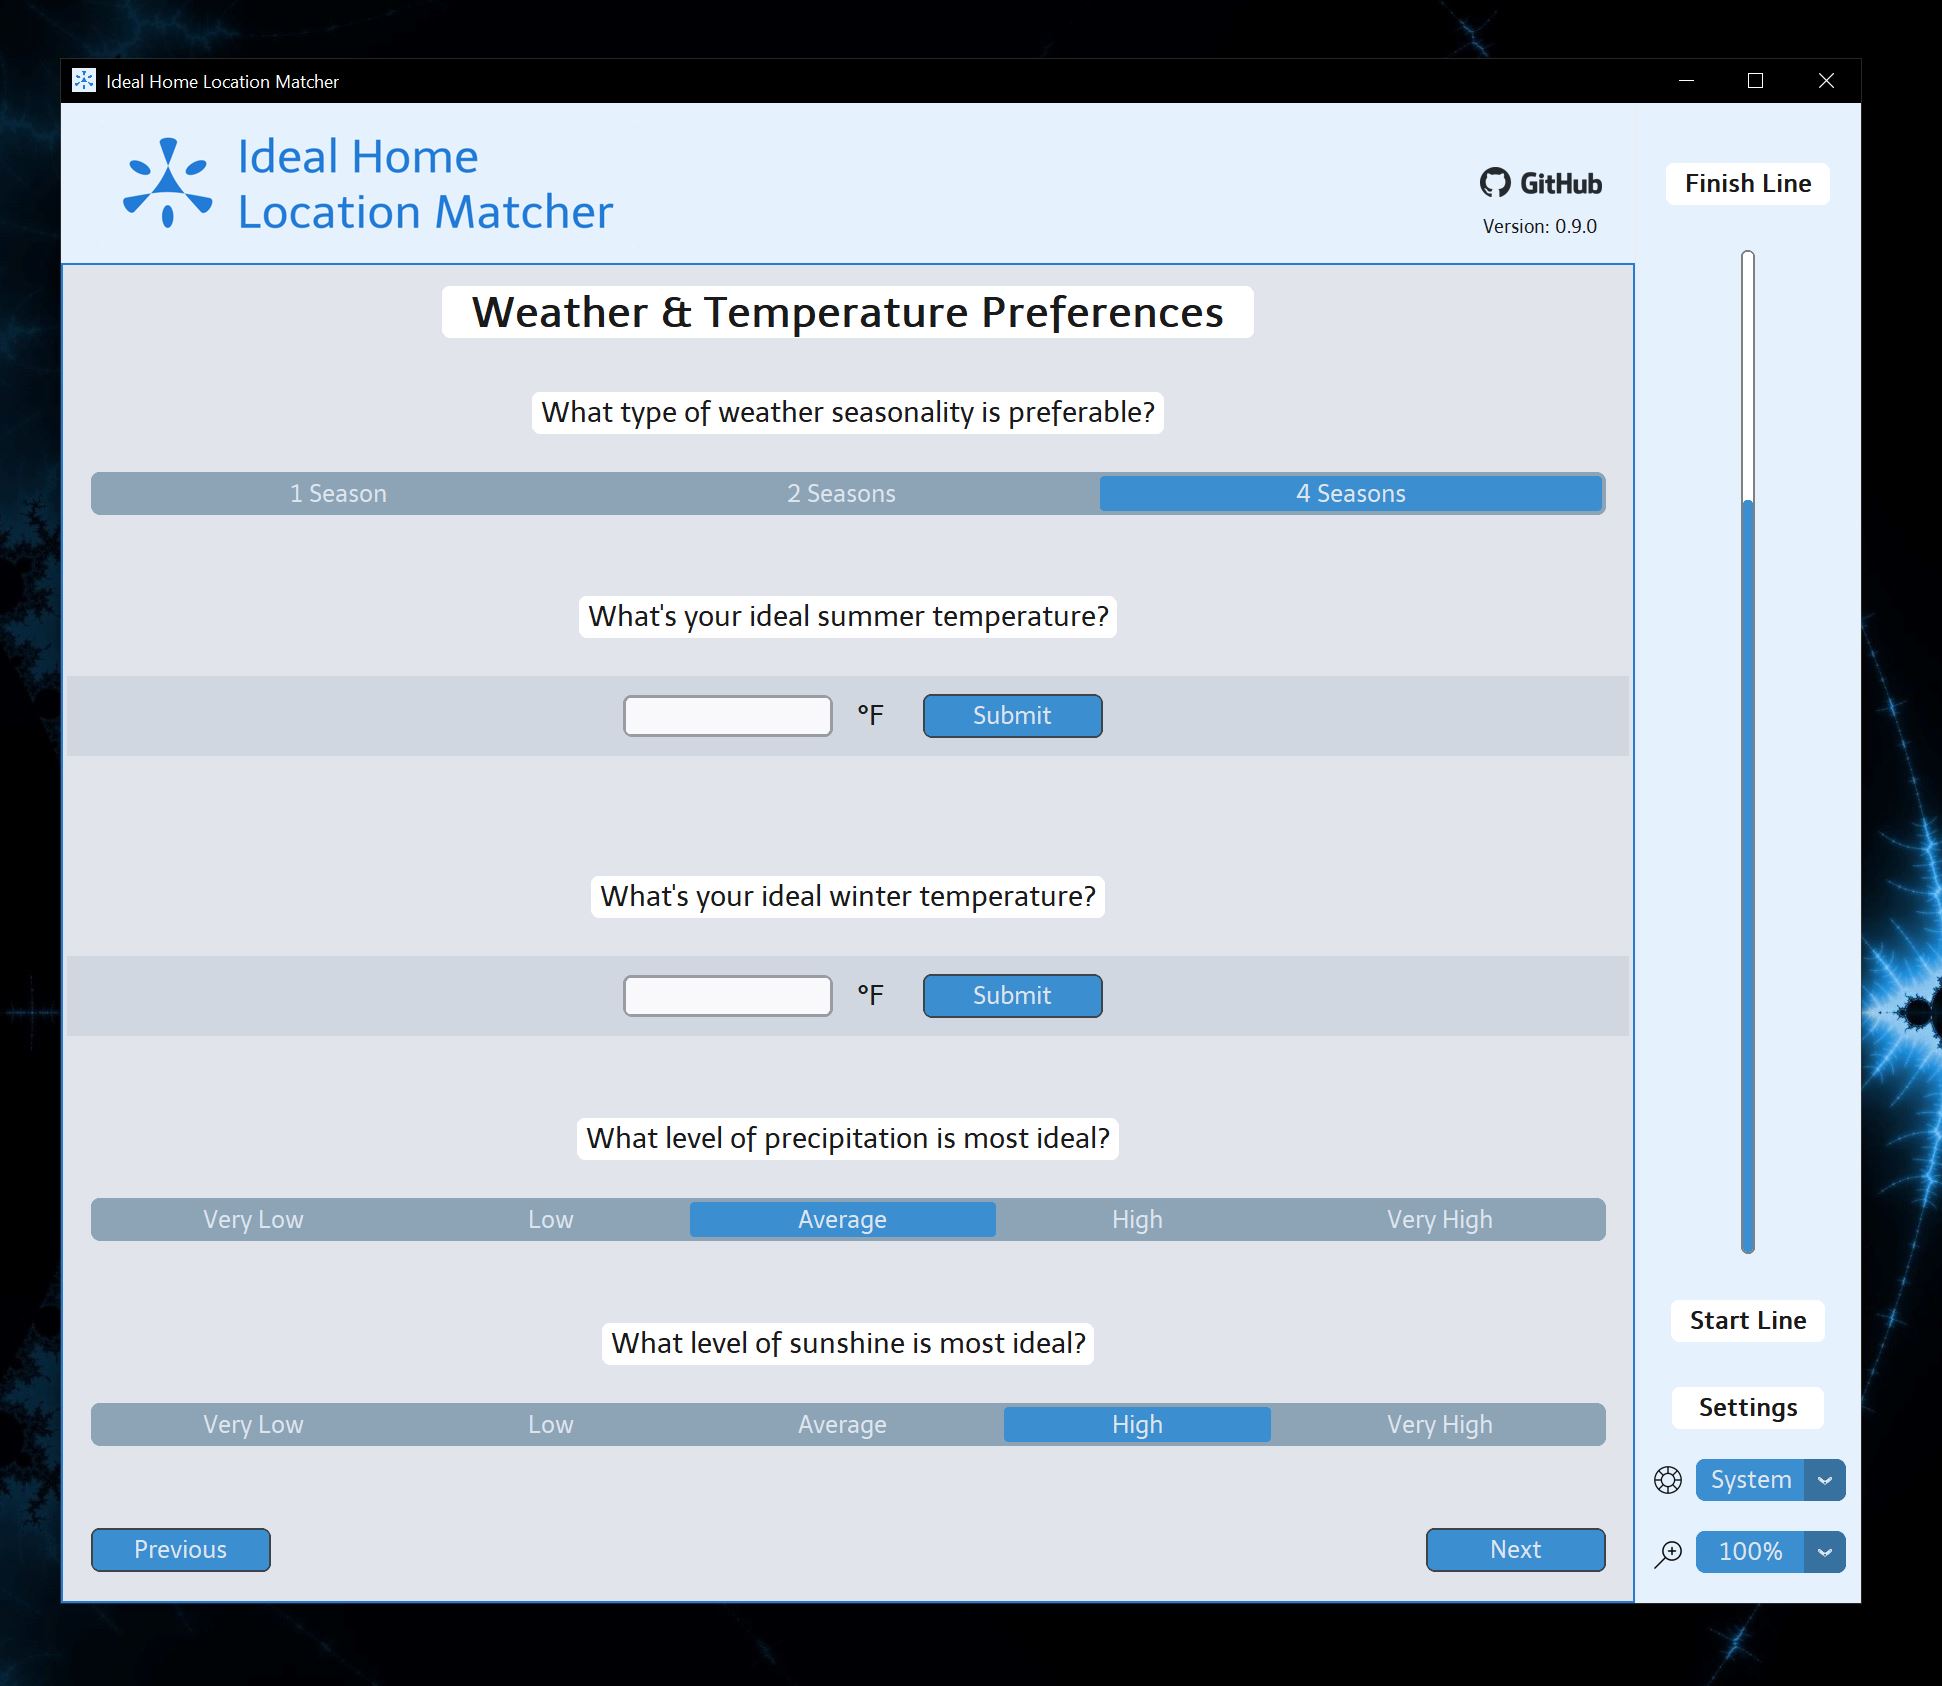 Ideal Home Location Matcher
Ideal Home
Location Matcher
GitHub
Version: 0.9.0
Finish Line
Weather & Temperature Preferences
What type of weather seasonality is preferable?
1 Season 2 Seasons 4 Seasons
What's your ideal summer temperature?
°F Submit
What's your ideal winter temperature?
°F Submit
What level of precipitation is most ideal?
Very Low Low Average High Very High
What level of sunshine is most ideal?
Very Low Low Average High Very High
Previous Next
Start Line
Settings
System
100%